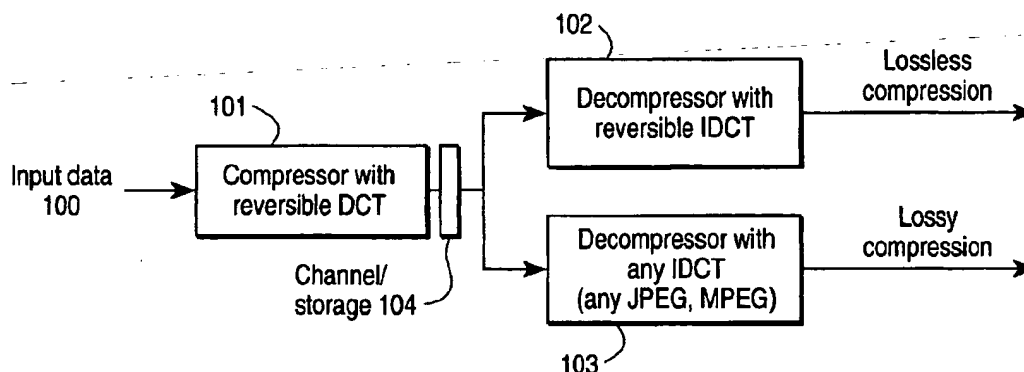 102
Lossless
compression
101
Decompressor with
reversible IDCT
Input data
100
Compressor with
reversible DCT
Channel/
storage 104
Decompressor with
any IDCT
(any JPEG, MPEG)
Lossy
compression
103